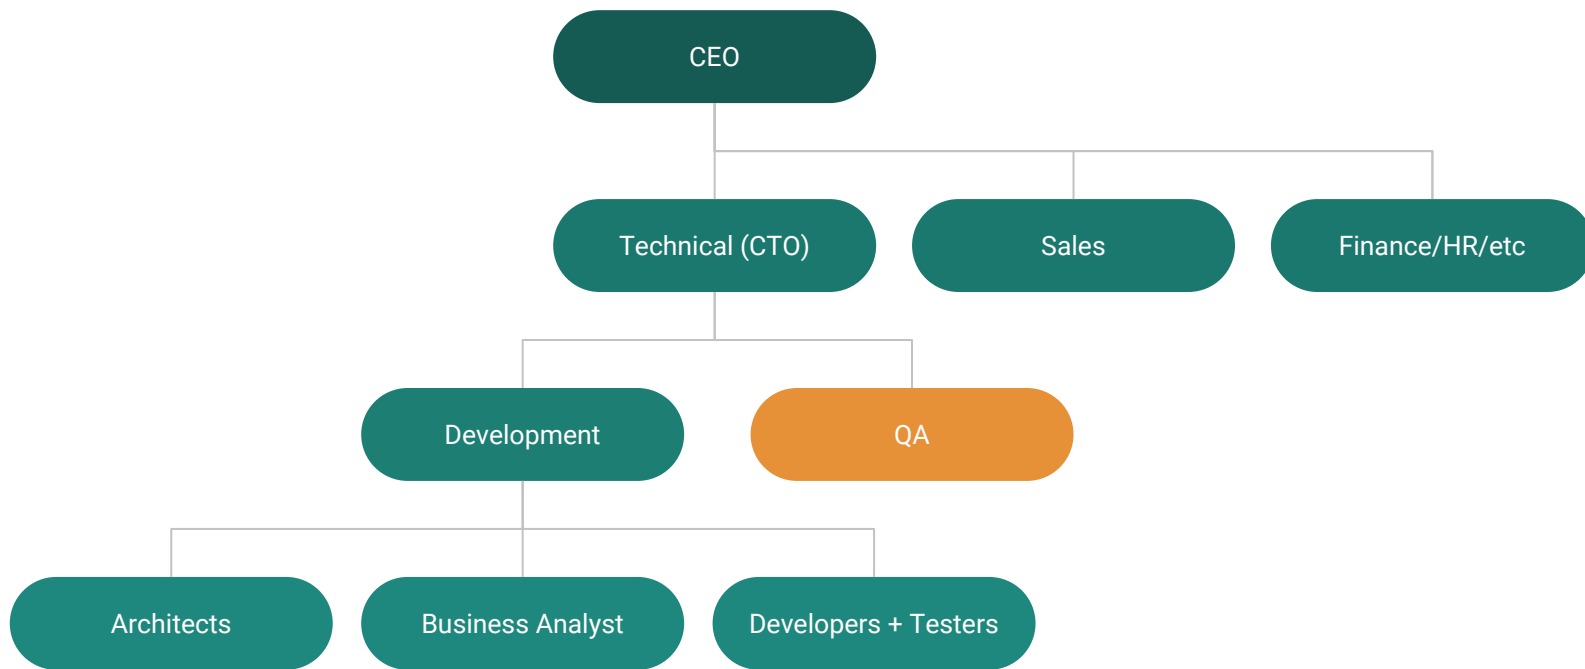 CEO
Technical (CTO)
Sales
Finance/HR/etc
Development
QA
Architects
Business Analyst
Developers + Testers